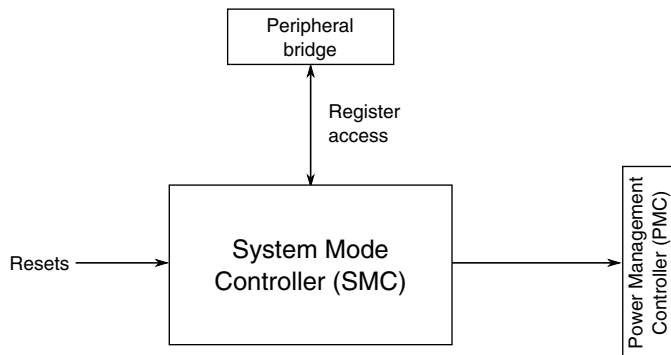 Peripheral
bridge
Register
access
Resets
System Mode
Controller (SMC)
Power Management
Controller (PMC)